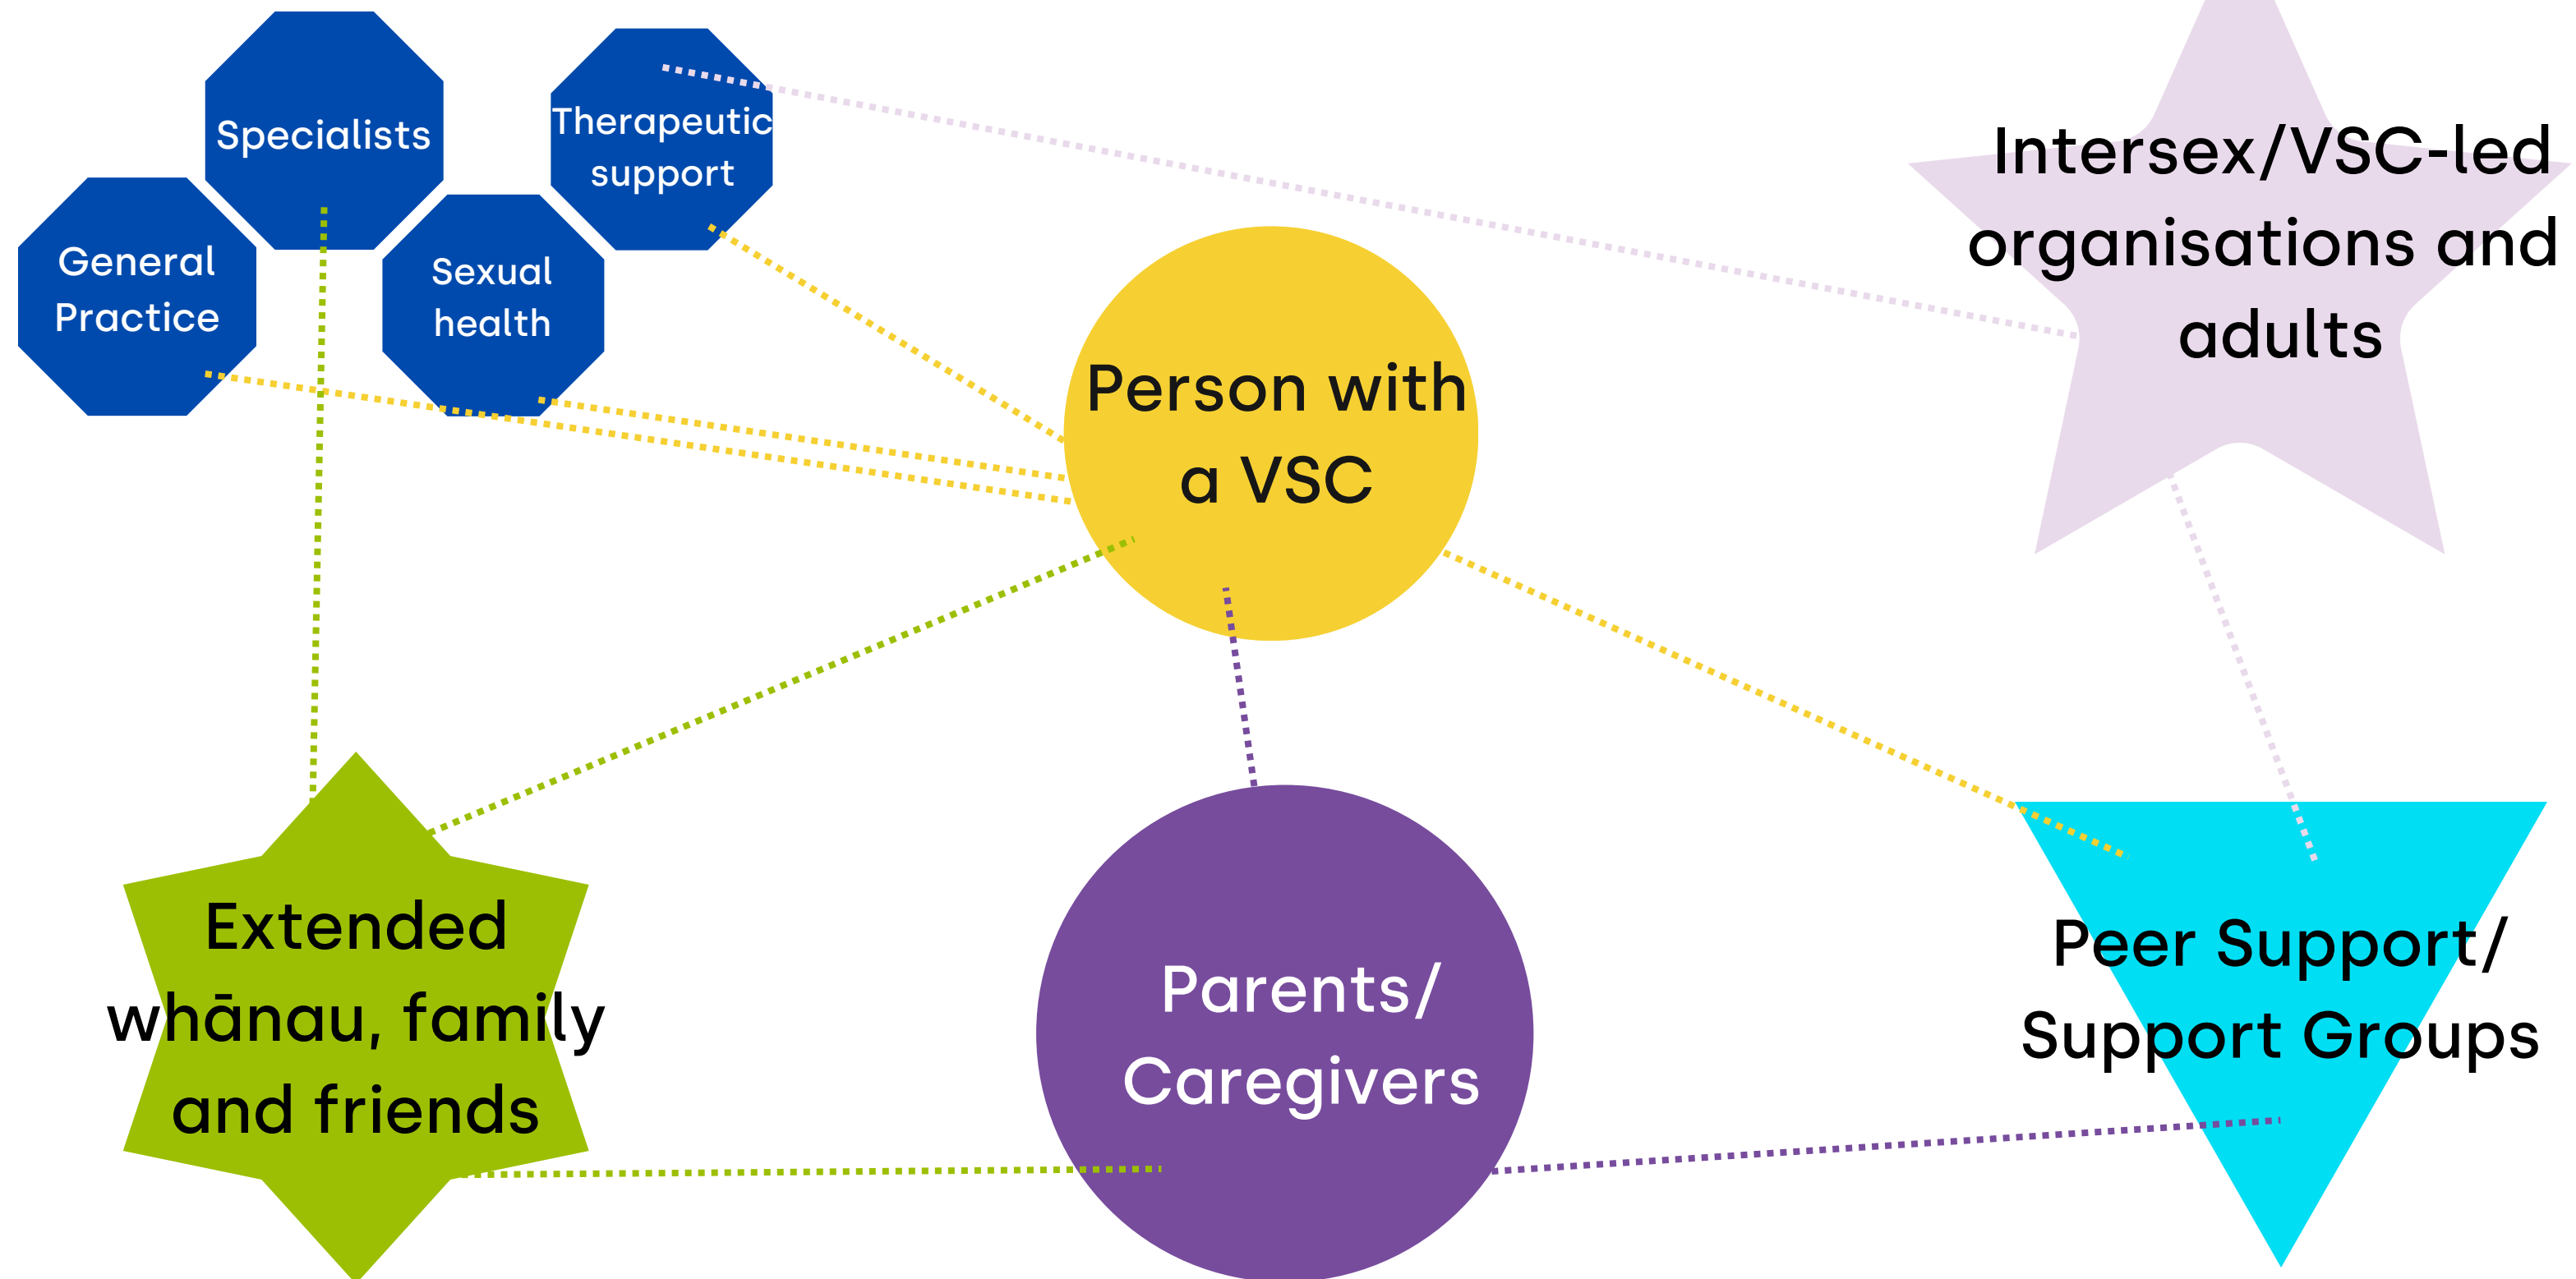 Specialists
Therapeutic
support
General
Practice
Sexual
health
Intersex/VSC-led
organisations and
adults
Person with
a VSC
Extended
whānau, family
and friends
Parents/
Caregivers
Peer Support/
Support Groups